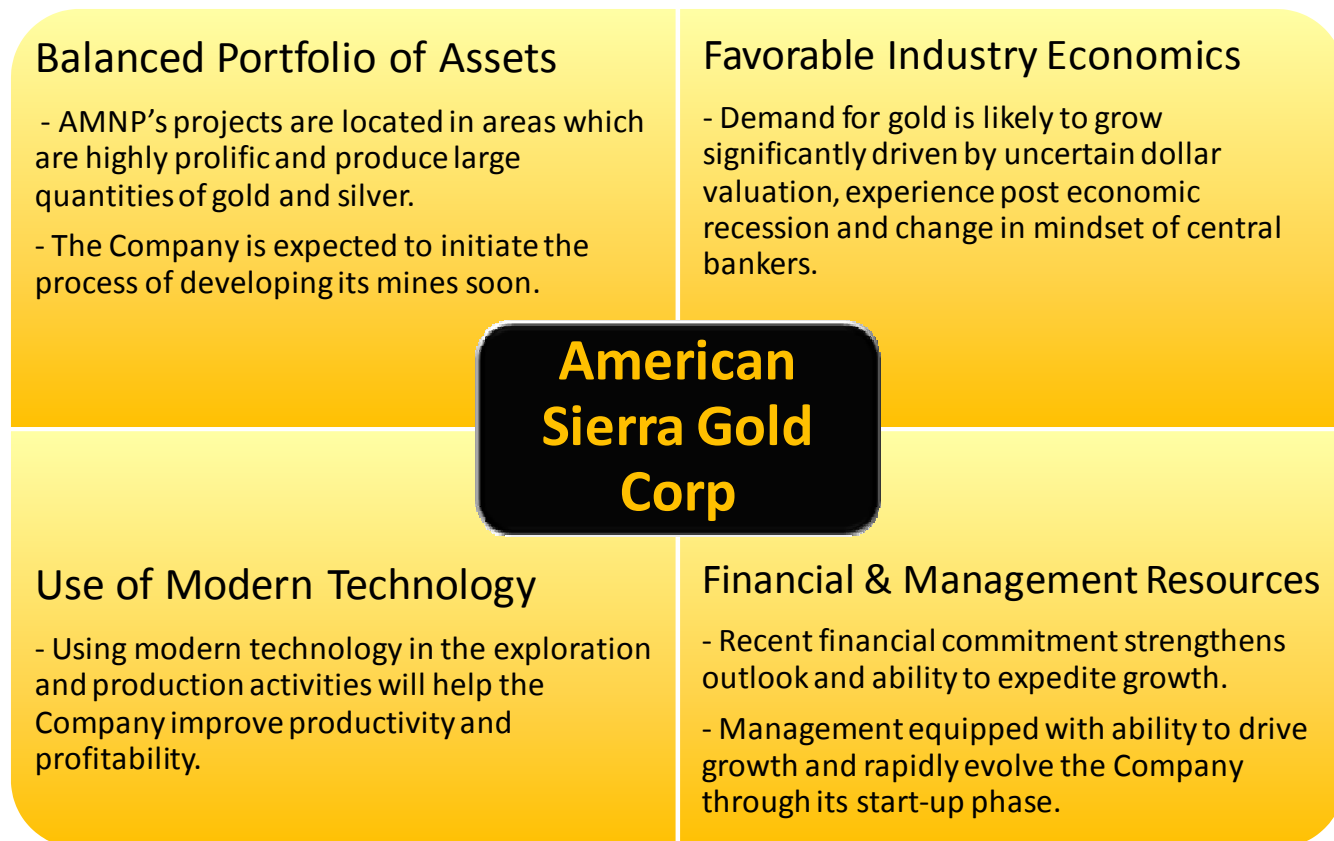 Balanced Portfolio of Assets
- AMNP's projects are located in areas which
are highly prolific and produce large
quantities of gold and silver.
- The Company is expected to initiate the
process of developing its mines soon.
Favorable Industry Economics
- Demand for gold is likely to grow
significantly driven by uncertain dollar
valuation, experience post economic
recession and change in mindset of central
bankers.
American
Sierra Gold
Corp
Use of Modern Technology
- Using modern technology in the exploration
and production activities will help the
Company improve productivity and
profitability.
Financial & Management Resources
- Recent financial commitment strengthens
outlook and ability to expedite growth.
- Management equipped with ability to drive
growth and rapidly evolve the Company
through its start-up phase.